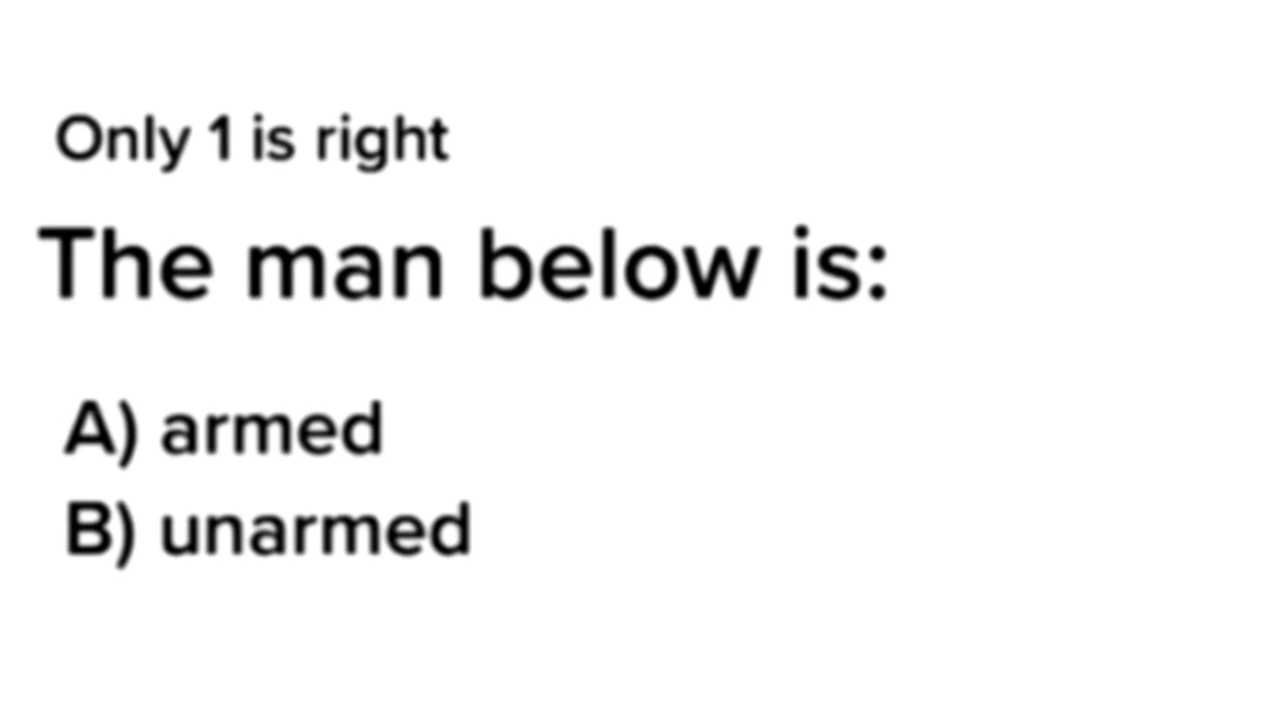 Only 1 is right
The man below is:
A) armed
B) unarmed